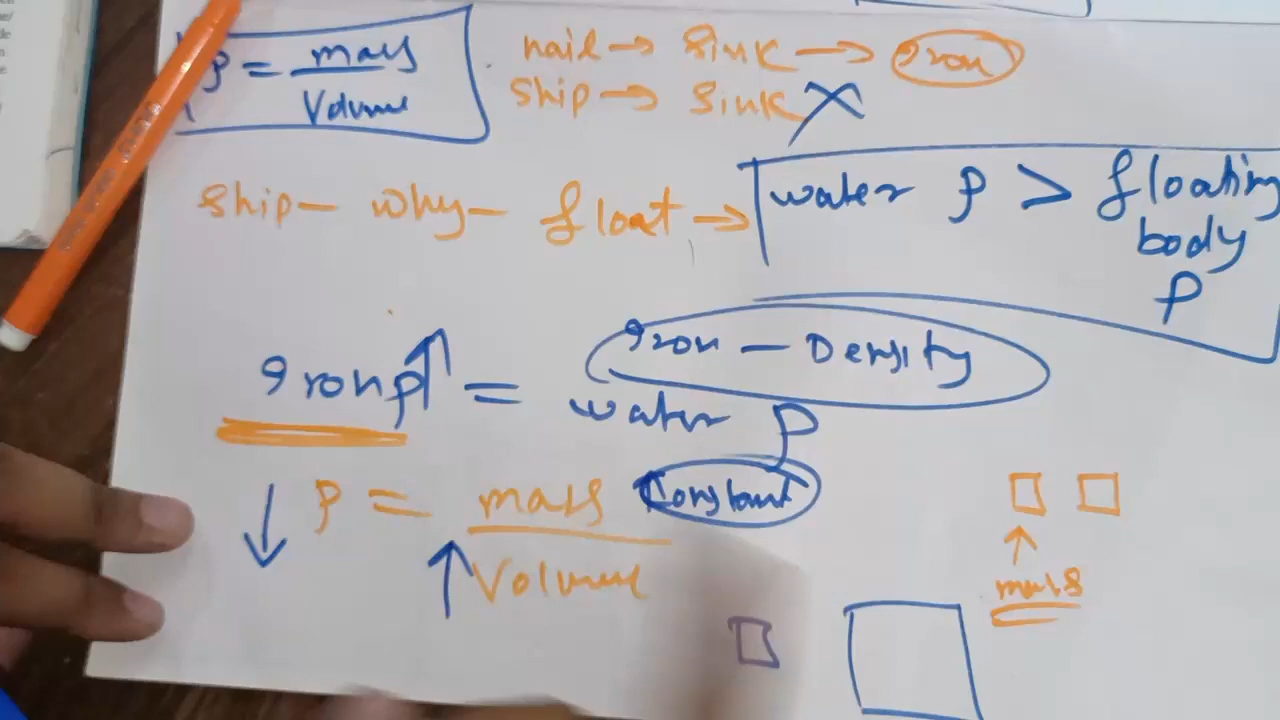 ρ = mass
Volume
nail → sink → iron
ship → sink X
ship - why - float →
water ρ > floating
body
ρ
iron ρ↑ =
iron - Density
water ρ
↓ ρ = mass Constant
↑ Volume
mass